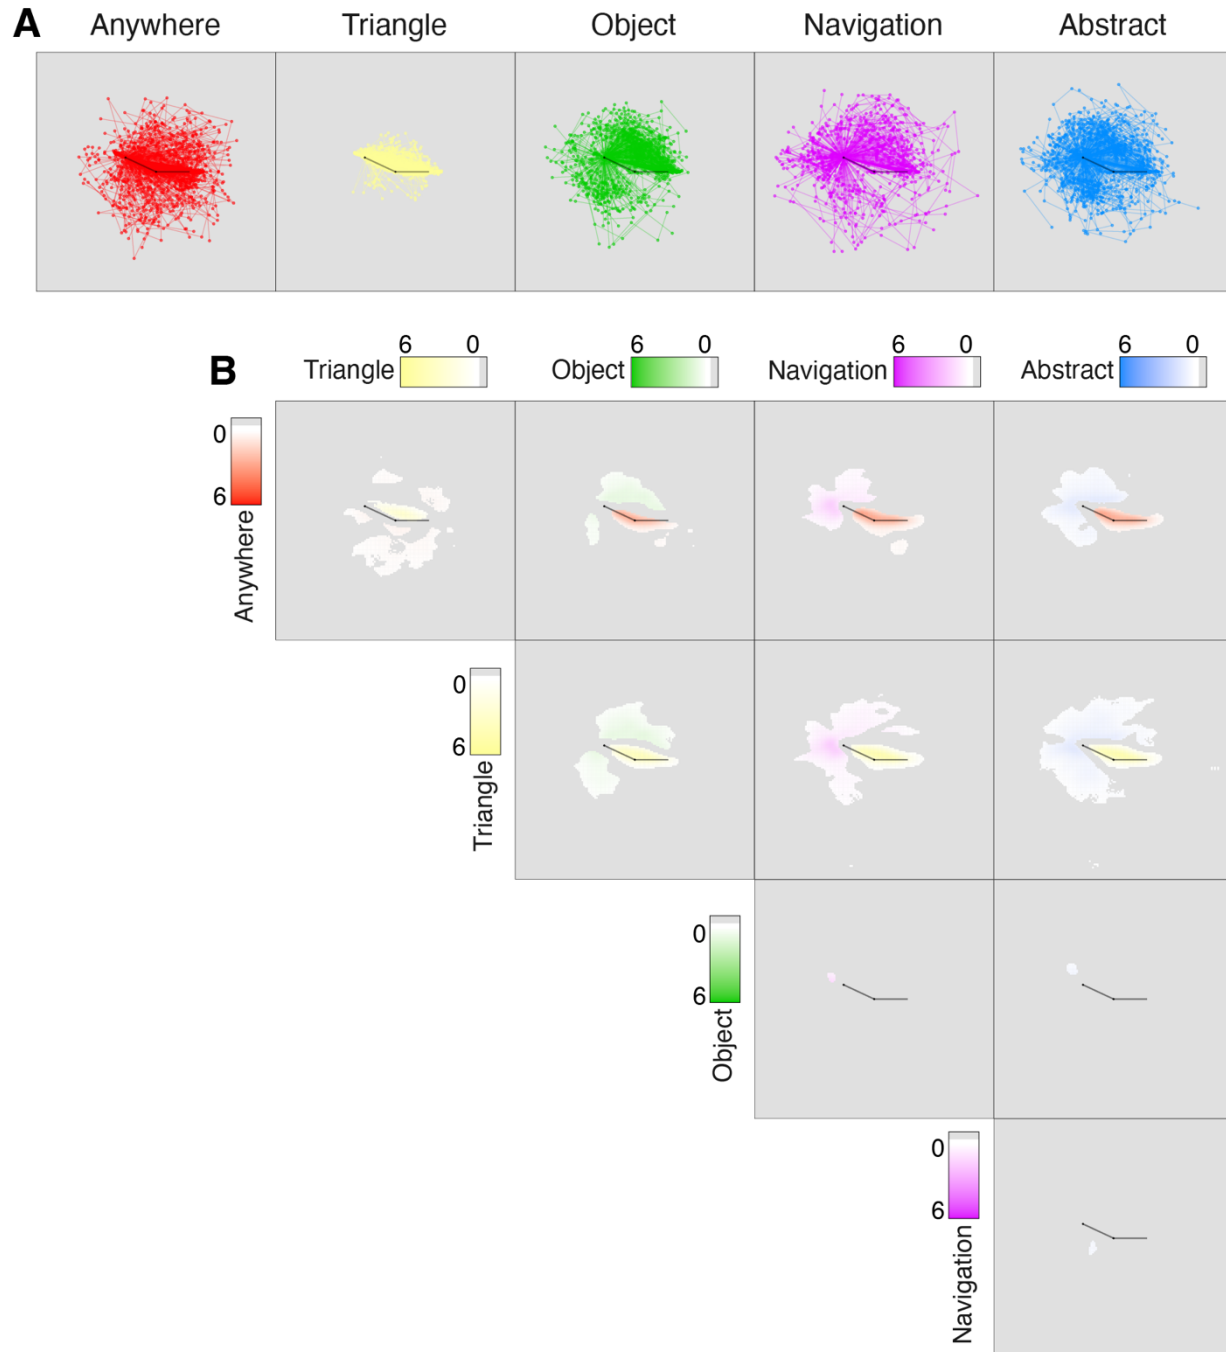 A Anywhere Triangle Object Navigation Abstract
B
Triangle 6 0
Object 6 0
Navigation 6 0
Abstract 6 0
0
6
Anywhere
0
6
Triangle
0
6
Object
0
6
Navigation